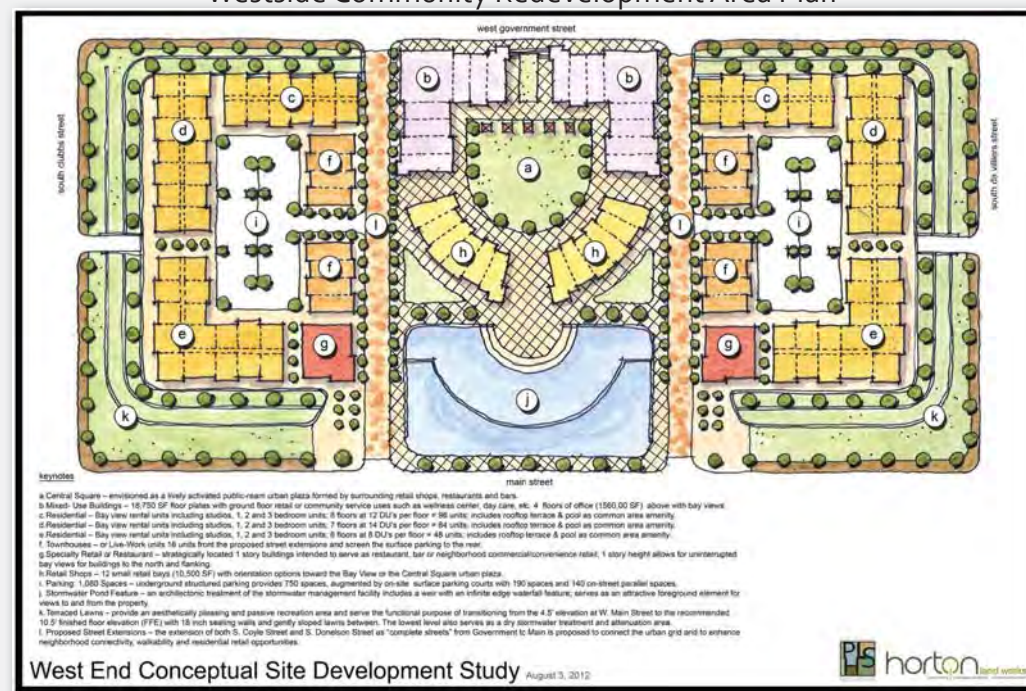 Westside Community Redevelopment Area Plan
west government street
south clubbs street
south de villiers street
b
b
c
c
d
d
f
f
a
i
l
l
i
h
h
f
f
e
g
g
e
j
k
k
main street
keynotes
a. Central Square – envisioned as a lively activated public-ream urban plaza formed by surrounding retail shops, restaurants and bars.
b. Mixed- Use Buildings – 18,750 SF floor plates with ground floor retail or community service uses such as wellness center, day care, etc. 4 floors of office (1560,00 SF) above with bay views.
c. Residential – Bay view rental units including studios, 1, 2 and 3 bedroom units; 8 floors at 12 DU's per floor = 96 units; includes rooftop terrace & pool as common area amenity.
d. Residential – Bay view rental units including studios, 1, 2 and 3 bedroom units; 7 floors at 14 DU's per floor = 84 units; includes rooftop terrace & pool as common area amenity.
e. Residential – Bay view rental units including studios, 1, 2 and 3 bedroom units; 6 floors at 8 DU's per floor = 48 units; includes rooftop terrace & pool as common area amenity.
f. Townhouses – or Live-Work units 16 units front the proposed street extensions and screen the surface parking to the rear.
g. Specialty Retail or Restaurant – strategically located 1 story buildings intended to serve as restaurant, bar or neighborhood commercial/convenience retail; 1 story height allows for uninterrupted
bay views for buildings to the north and flanking.
h. Retail Shops – 12 small retail bays (10,500 SF) with orientation options toward the Bay View or the Central Square urban plaza.
i. Parking: 1,080 Spaces – underground structured parking provides 750 spaces, augmented by on-site surface parking courts with 190 spaces and 140 on-street parallel spaces.
j. Stormwater Pond Feature – an architectonic treatment of the stormwater management facility includes a weir with an infinite edge waterfall feature; serves as an attractive foreground element for
views to and from the property.
k. Terraced Lawns – provide an aesthetically pleasing and passive recreation area and serve the functional purpose of transitioning from the 4.5' elevation at W. Main Street to the recommended
10.5' finished floor elevation (FFE) with 18 inch seating walls and gently sloped lawns between. The lowest level also serves as a dry stormwater treatment and attenuation area.
l. Proposed Street Extensions – the extension of both S. Coyle Street and S. Donelson Street as "complete streets" from Government to Main is proposed to connect the urban grid and to enhance
neighborhood connectivity, walkability and residential retail opportunities.
West End Conceptual Site Development Study August 3, 2012
horton land works